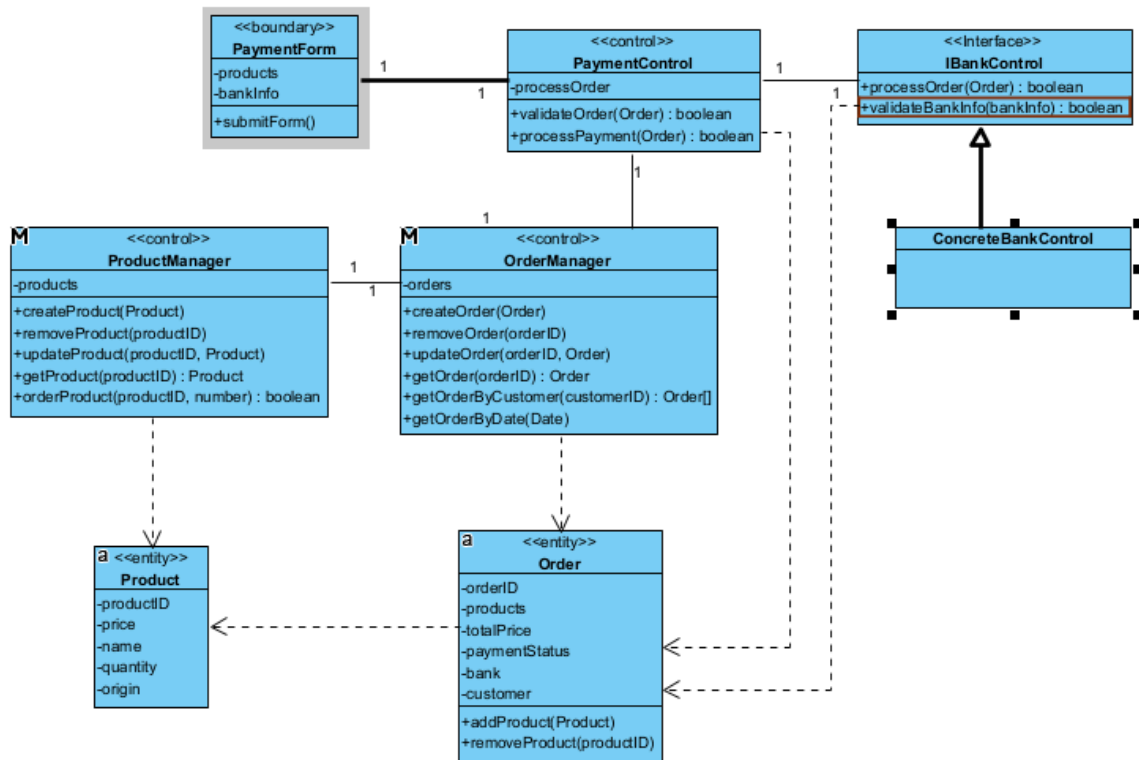 <<boundary>>
PaymentForm
-products
-bankInfo
+submitForm()
1
1
<<control>>
PaymentControl
-processOrder
+validateOrder(Order) : boolean
+processPayment(Order) : boolean
1
1
<<Interface>>
IBankControl
+processOrder(Order) : boolean
+validateBankInfo(bankInfo) : boolean
1
1
ConcreteBankControl
M
<<control>>
ProductManager
-products
+createProduct(Product)
+removeProduct(productID)
+updateProduct(productID, Product)
+getProduct(productID) : Product
+orderProduct(productID, number) : boolean
1
1
M
<<control>>
OrderManager
-orders
+createOrder(Order)
+removeOrder(orderID)
+updateOrder(orderID, Order)
+getOrder(orderID) : Order
+getOrderByCustomer(customerID) : Order[]
+getOrderByDate(Date)
a
<<entity>>
Product
-productID
-price
-name
-quantity
-origin
a
<<entity>>
Order
-orderID
-products
-totalPrice
-paymentStatus
-bank
-customer
+addProduct(Product)
+removeProduct(productID)